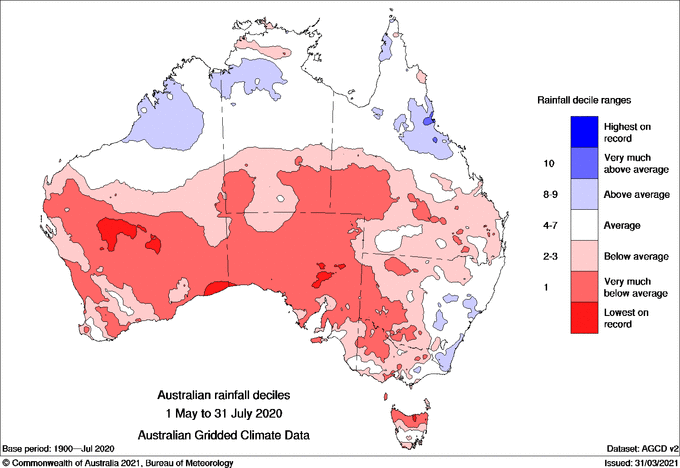 Rainfall decile ranges
Highest on
record
10
Very much
above average
8-9
Above average
4-7
Average
2-3
Below average
1
Very much
below average
Lowest on
record
Australian rainfall deciles
1 May to 31 July 2020
Australian Gridded Climate Data
Base period: 1900—Jul 2020
Dataset: AGCD v2
© Commonwealth of Australia 2021, Bureau of Meteorology
Issued: 31/03/2021